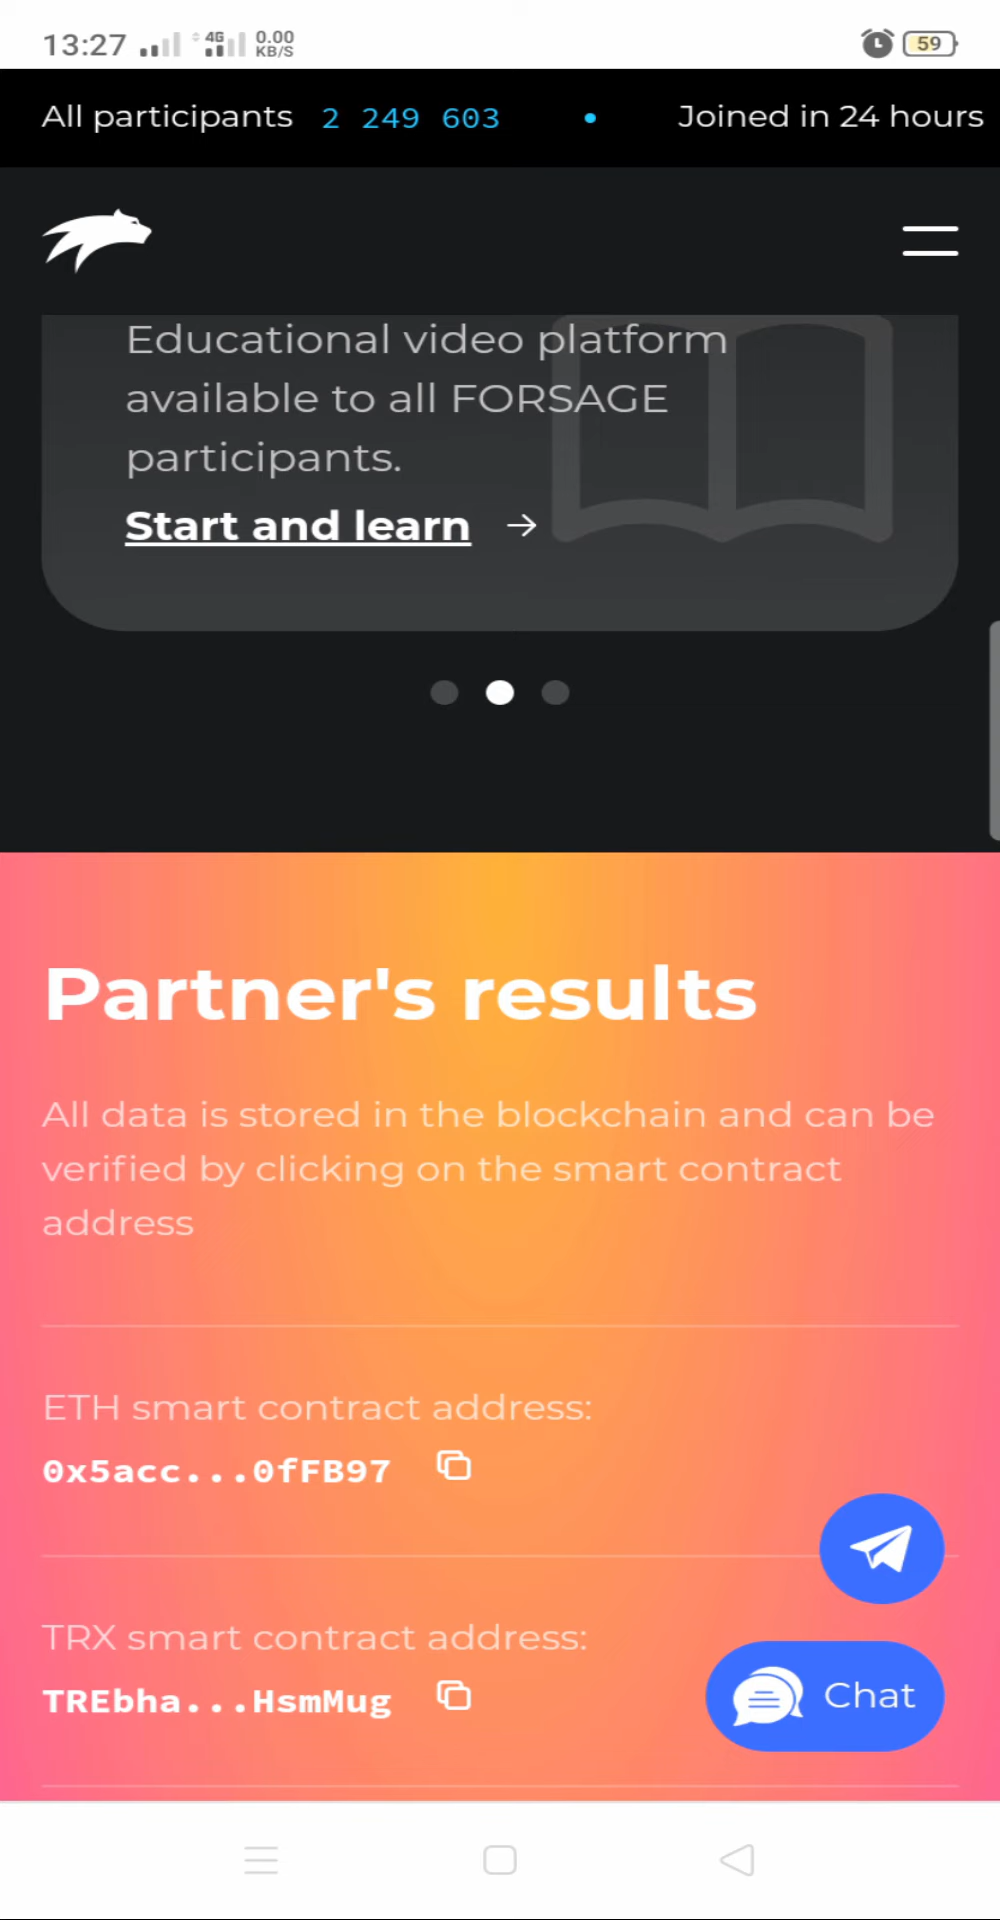 13:27 4G 0.00 KB/S 59
All participants 2 249 603 • Joined in 24 hours
Educational video platform
available to all FORSAGE
participants.
Start and learn →
Partner's results
All data is stored in the blockchain and can be
verified by clicking on the smart contract
address
ETH smart contract address:
0x5acc...0fFB97
TRX smart contract address:
TREbha...HsmMug
Chat